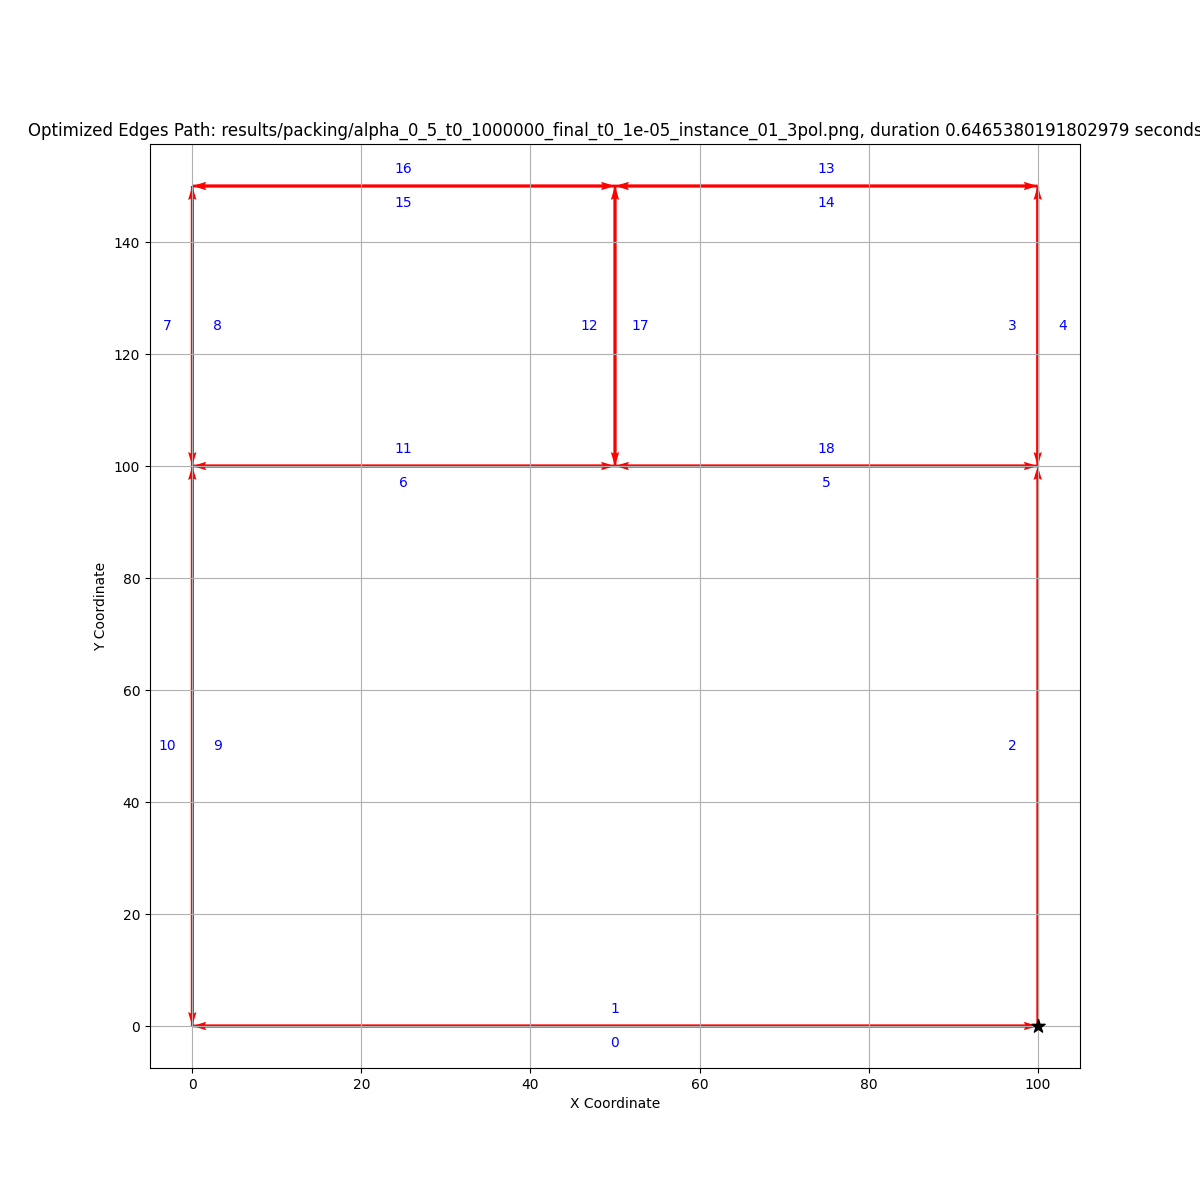 Optimized Edges Path: results/packing/alpha_0_5_t0_1000000_final_t0_1e-05_instance_01_3pol.png, duration 0.6465380191802979 seconds
16 13
15 14
140
7 8 12 17 3 4
120
11 18
100
6 5
80
Y Coordinate
60
10 9 2
40
20
1
0
0
0 20 40 60 80 100
X Coordinate